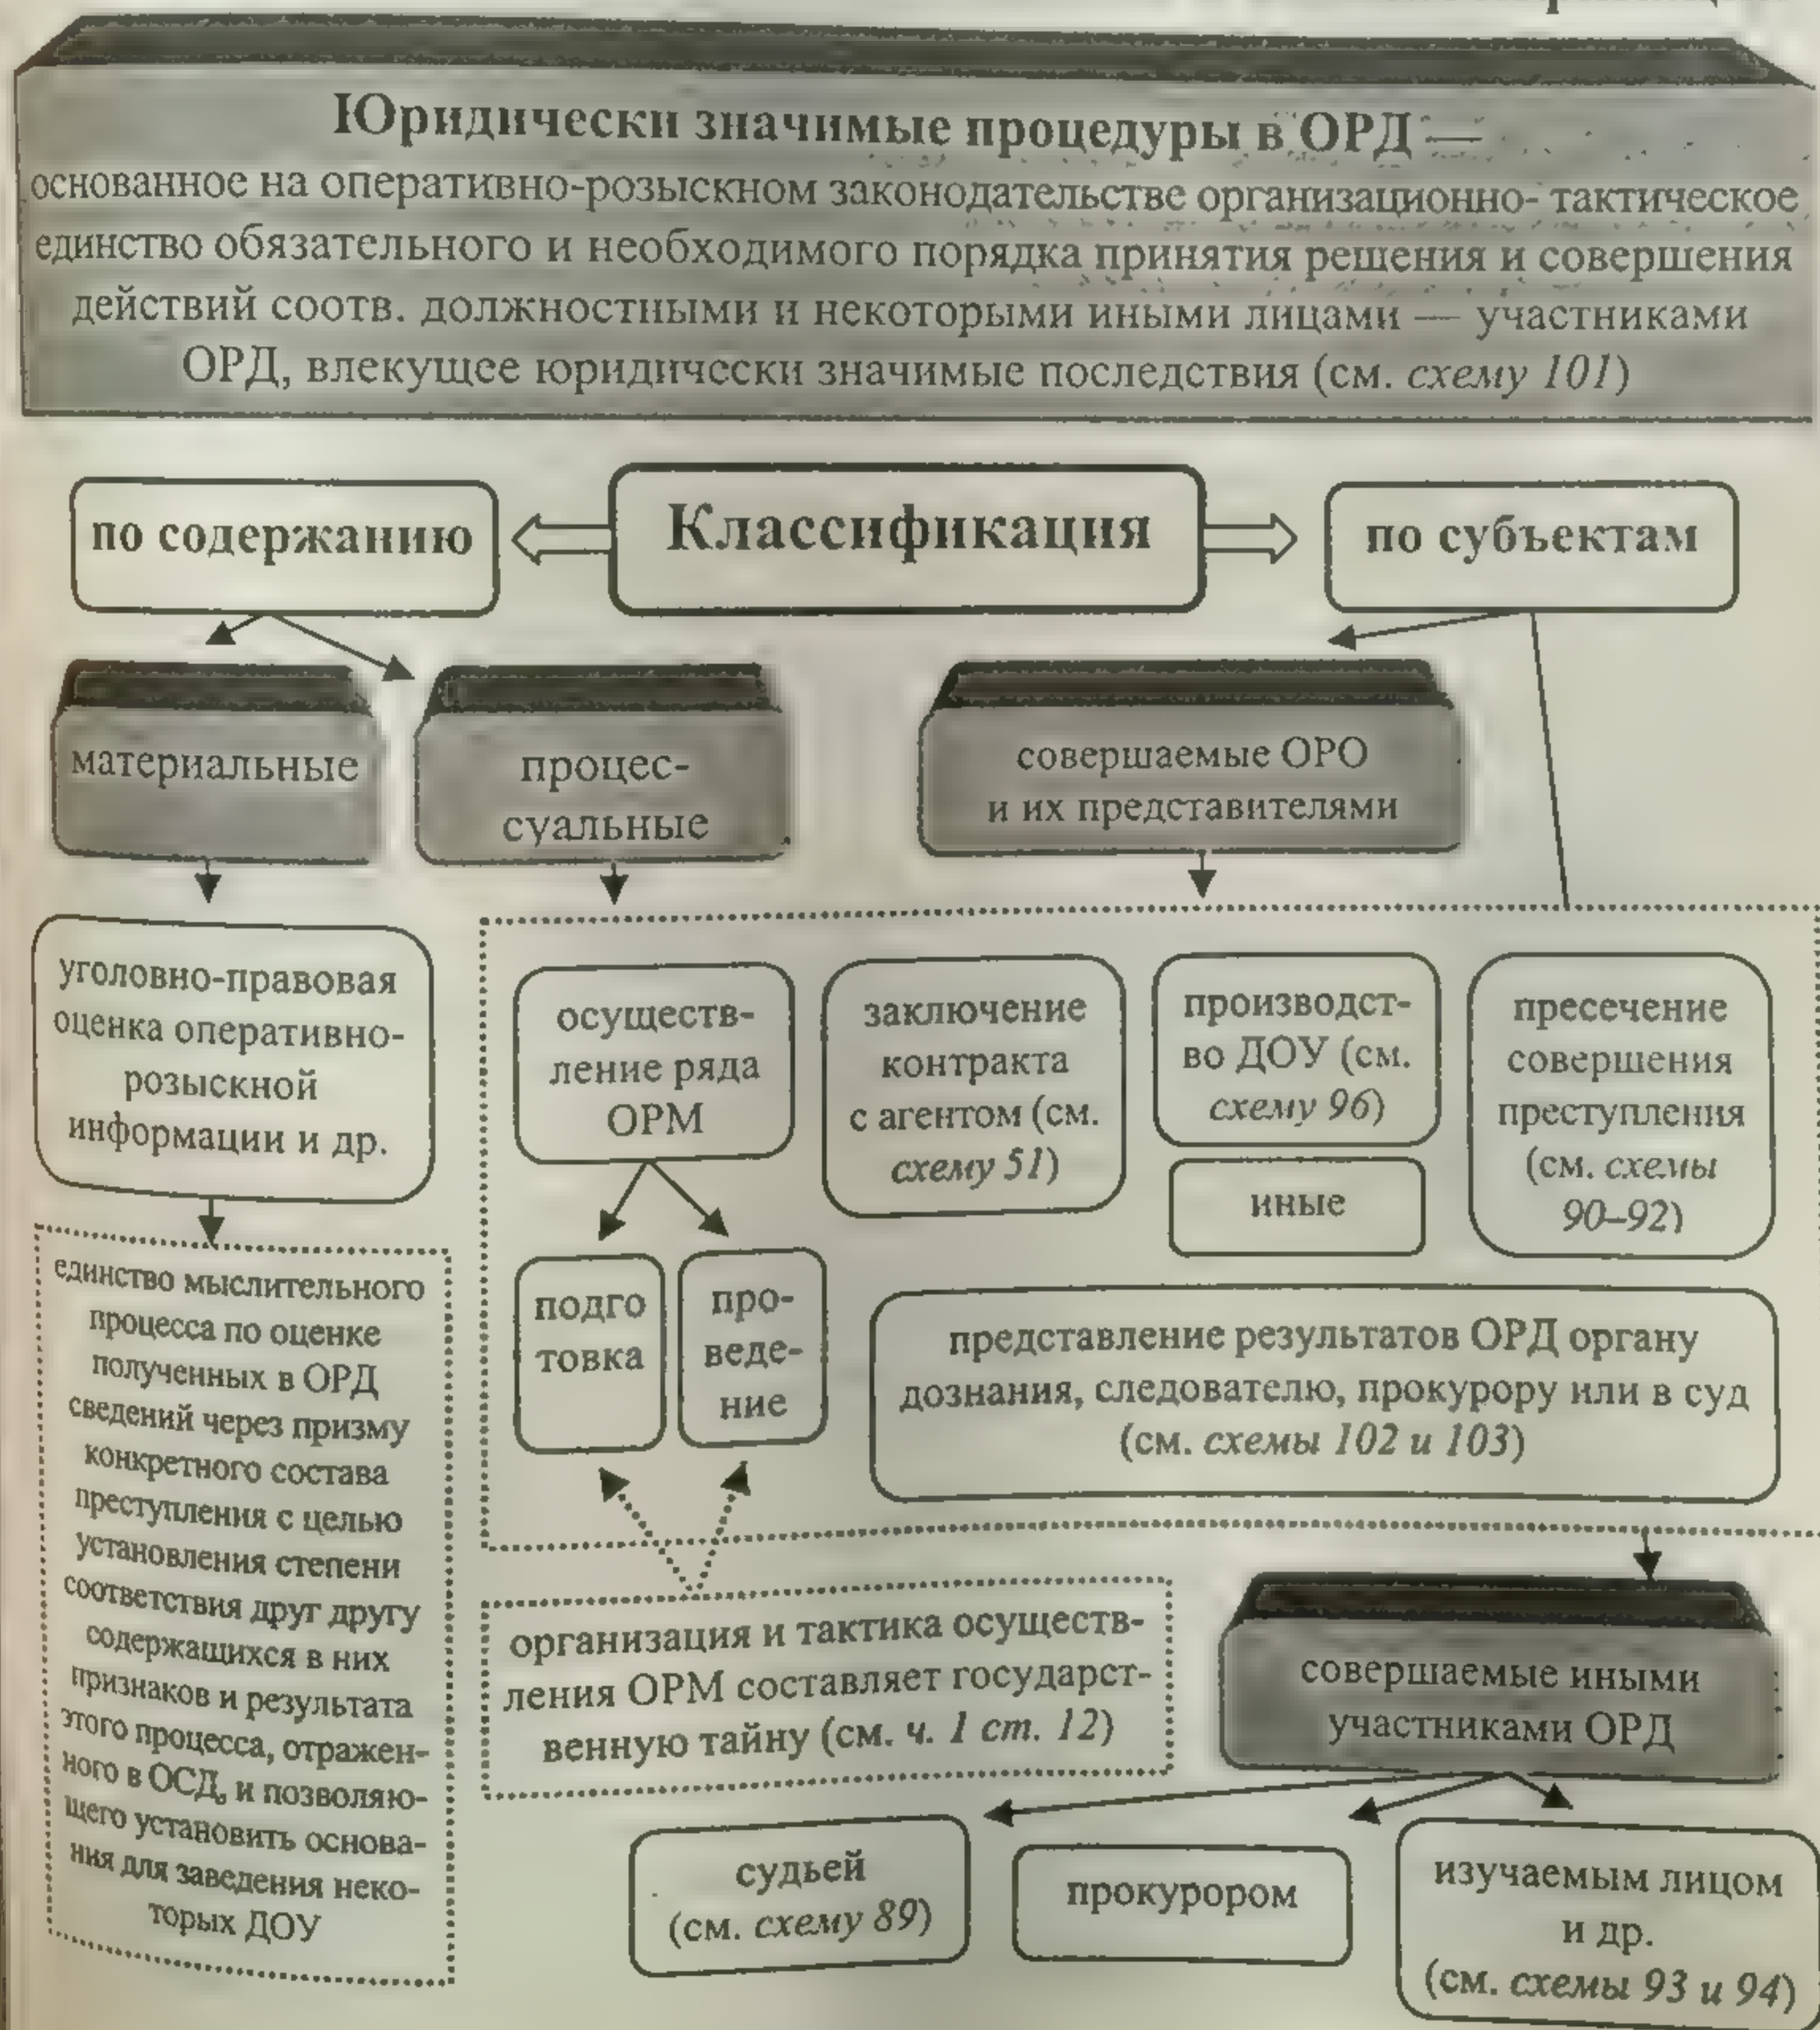 Юридически значимые процедуры в ОРД —
основанное на оперативно-розыскном законодательстве организационно- тактическое
единство обязательного и необходимого порядка принятия решения и совершения
действий соотв. должностными и некоторыми иными лицами — участниками
ОРД, влекущее юридически значимые последствия (см. схему 101)
по содержанию
Классификация
по субъектам
материальные
процес-
суальные
совершаемые ОРО
и их представителями
уголовно-правовая
оценка оперативно-
розыскной
информации и др.
осуществ-
ление ряда
ОРМ
заключение
контракта
с агентом (см.
схему 51)
производст-
во ДОУ (см.
схему 96)
иные
пресечение
совершения
преступления
(см. схемы
90–92)
подго
товка
про-
веде-
ние
представление результатов ОРД органу
дознания, следователю, прокурору или в суд
(см. схемы 102 и 103)
единство мыслительного
процесса по оценке
полученных в ОРД
сведений через призму
конкретного состава
преступления с целью
установления степени
соответствия друг другу
содержащихся в них
признаков и результата
этого процесса, отражен-
ного в ОСД, и позволяю-
щего установить основа-
ния для заведения неко-
торых ДОУ
организация и тактика осуществ-
ления ОРМ составляет государст-
венную тайну (см. ч. 1 ст. 12)
совершаемые иными
участниками ОРД
судьей
(см. схему 89)
прокурором
изучаемым лицом
и др.
(см. схемы 93 и 94)